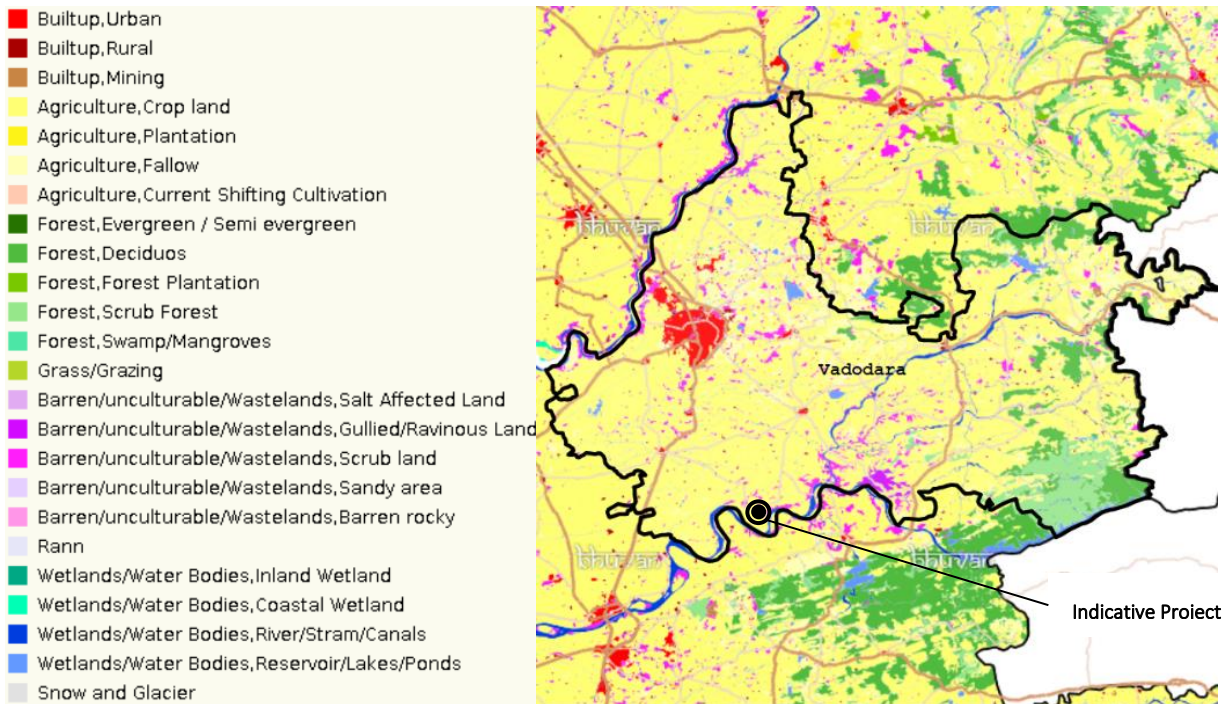 Builtup,Urban
Builtup,Rural
Builtup,Mining
Agriculture,Crop land
Agriculture,Plantation
Agriculture,Fallow
Agriculture,Current Shifting Cultivation
Forest,Evergreen / Semi evergreen
Forest,Deciduos
Forest,Forest Plantation
Forest,Scrub Forest
Forest,Swamp/Mangroves
Grass/Grazing
Barren/unculturable/Wastelands,Salt Affected Land
Barren/unculturable/Wastelands,Gullied/Ravinous Land
Barren/unculturable/Wastelands,Scrub land
Barren/unculturable/Wastelands,Sandy area
Barren/unculturable/Wastelands,Barren rocky
Rann
Wetlands/Water Bodies,Inland Wetland
Wetlands/Water Bodies,Coastal Wetland
Wetlands/Water Bodies,River/Stram/Canals
Wetlands/Water Bodies,Reservoir/Lakes/Ponds
Snow and Glacier
bhuvan
bhuvan
Vadodara
bhuvan
bhuvan
Indicative Project